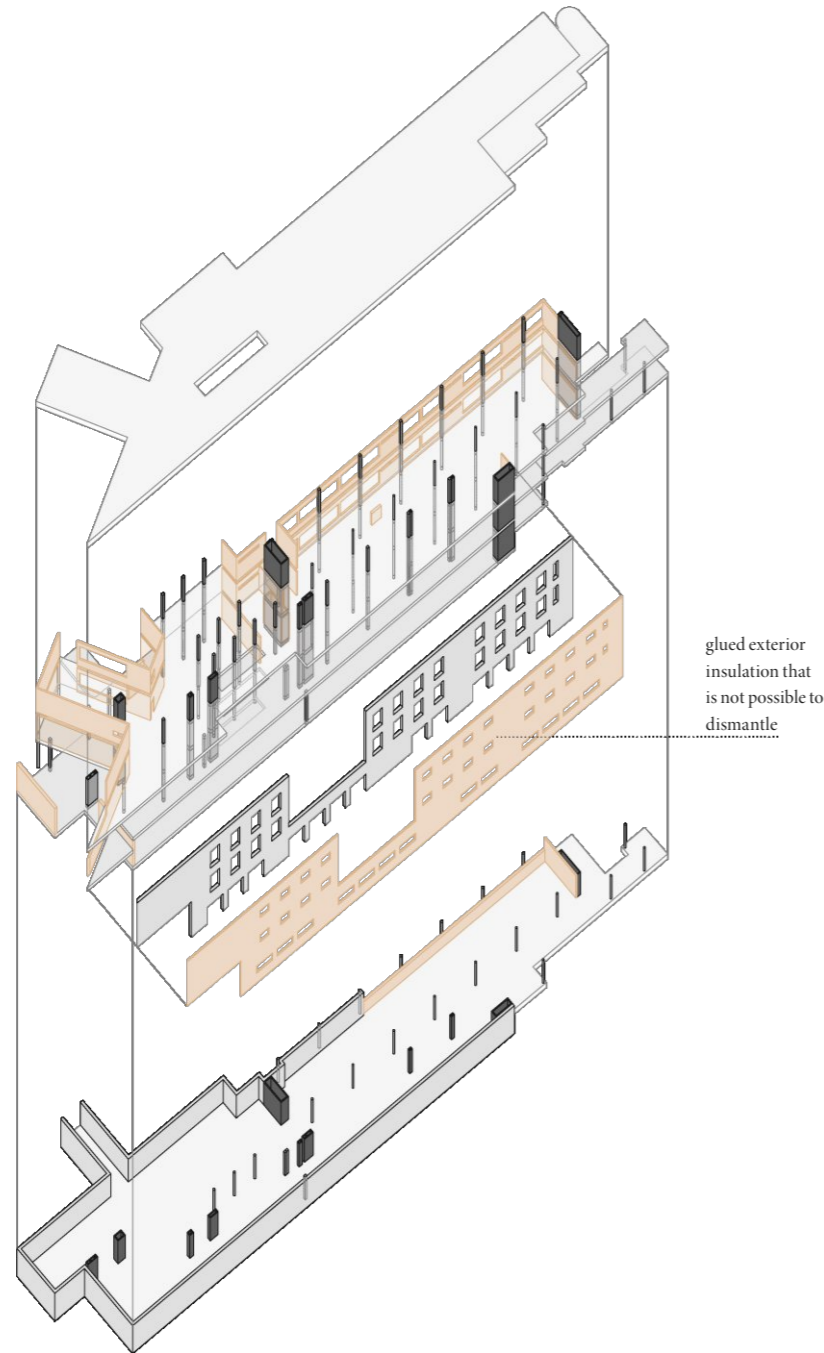 glued exterior
insulation that
is not possible to
dismantle